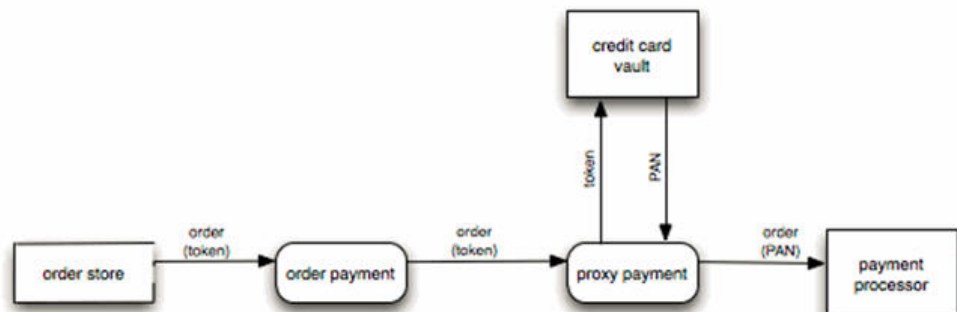 credit card
vault
token
PAN
order
(token)
order
(token)
order
(PAN)
order store
order payment
proxy payment
payment
processor